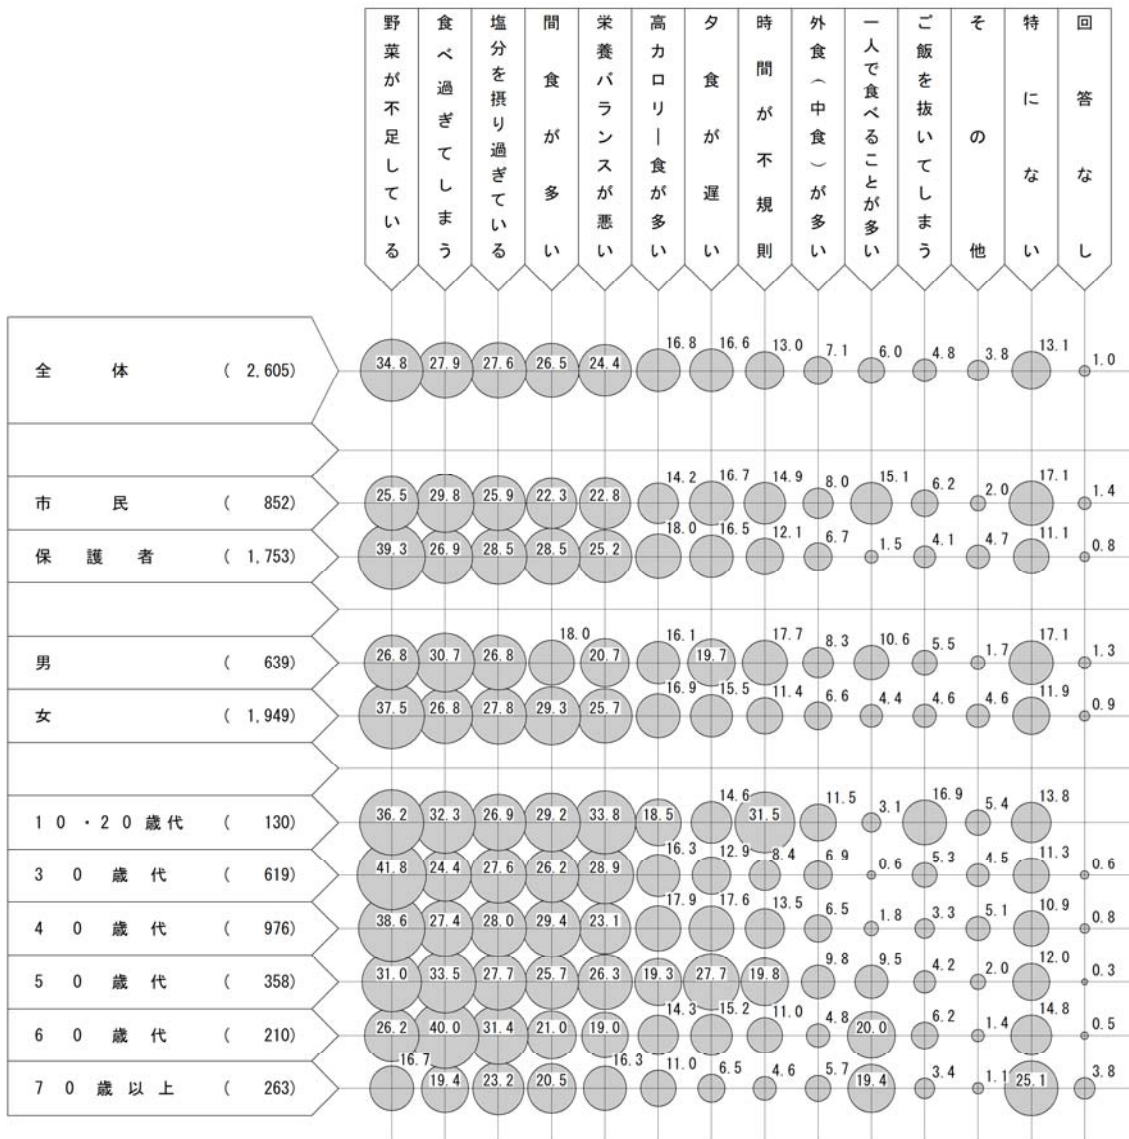 野菜が不足している
食べ過ぎてしまう
塩分を摂り過ぎている
間食が多い
栄養バランスが悪い
高カロリー食が多い
夕食が遅い
時間が不規則
外食（中食）が多い
一人で食べることが多い
ご飯を抜いてしまう
その他
特にない
回答なし
全体 ( 2,605) 34.8 27.9 27.6 26.5 24.4 16.8 16.6 13.0 7.1 6.0 4.8 3.8 13.1 1.0
市民 ( 852) 25.5 29.8 25.9 22.3 22.8 14.2 16.7 14.9 8.0 15.1 6.2 2.0 17.1 1.4
保護者 ( 1,753) 39.3 26.9 28.5 28.5 25.2 18.0 16.5 12.1 6.7 1.5 4.1 4.7 11.1 0.8
男 ( 639) 26.8 30.7 26.8 18.0 20.7 16.1 19.7 17.7 8.3 10.6 5.5 1.7 17.1 1.3
女 ( 1,949) 37.5 26.8 27.8 29.3 25.7 16.9 15.5 11.4 6.6 4.4 4.6 4.6 11.9 0.9
10・20歳代 ( 130) 36.2 32.3 26.9 29.2 33.8 18.5 14.6 31.5 11.5 3.1 16.9 5.4 13.8
30歳代 ( 619) 41.8 24.4 27.6 26.2 28.9 16.3 12.9 8.4 6.9 0.6 5.3 4.5 11.3 0.6
40歳代 ( 976) 38.6 27.4 28.0 29.4 23.1 17.9 17.6 13.5 6.5 1.8 3.3 5.1 10.9 0.8
50歳代 ( 358) 31.0 33.5 27.7 25.7 26.3 19.3 27.7 19.8 9.8 9.5 4.2 2.0 12.0 0.3
60歳代 ( 210) 26.2 40.0 31.4 21.0 19.0 14.3 15.2 11.0 4.8 20.0 6.2 1.4 14.8 0.5
70歳以上 ( 263) 16.7 19.4 23.2 20.5 16.3 11.0 6.5 4.6 5.7 19.4 3.4 1.1 25.1 3.8